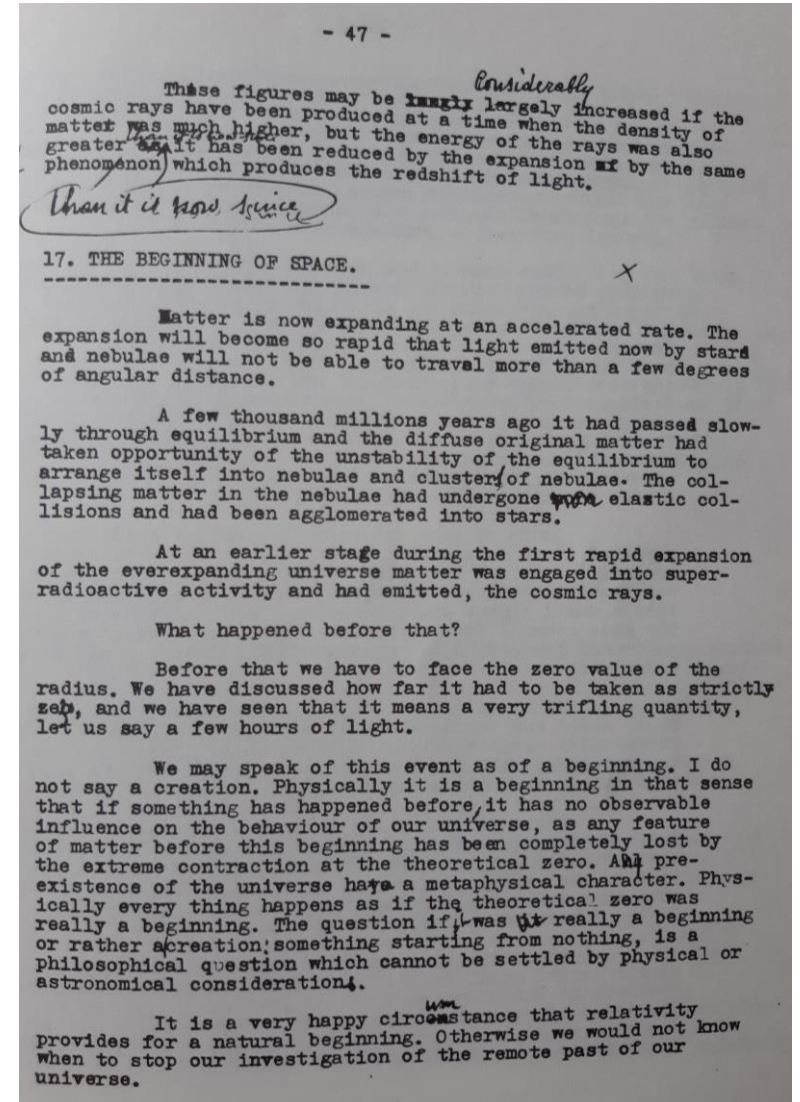 - 47 -
Considerably
These figures may be largely increased if the
cosmic rays have been produced at a time when the density of
matter was much higher, but the energy of the rays was also
greater it has been reduced by the expansion by the same
phenomenon which produces the redshift of light.
Than it is now, since
17. THE BEGINNING OF SPACE.
X
----------------------------
Matter is now expanding at an accelerated rate. The
expansion will become so rapid that light emitted now by stars
and nebulae will not be able to travel more than a few degrees
of angular distance.
A few thousand millions years ago it had passed slow-
ly through equilibrium and the diffuse original matter had
taken opportunity of the unstability of the equilibrium to
arrange itself into nebulae and cluster of nebulae. The col-
lapsing matter in the nebulae had undergone elastic col-
lisions and had been agglomerated into stars.
At an earlier stage during the first rapid expansion
of the everexpanding universe matter was engaged into super-
radioactive activity and had emitted, the cosmic rays.
What happened before that?
Before that we have to face the zero value of the
radius. We have discussed how far it had to be taken as strictly
, and we have seen that it means a very trifling quantity,
let us say a few hours of light.
We may speak of this event as of a beginning. I do
not say a creation. Physically it is a beginning in that sense
that if something has happened before, it has no observable
influence on the behaviour of our universe, as any feature
of matter before this beginning has been completely lost by
the extreme contraction at the theoretical zero. Any pre-
existence of the universe has a metaphysical character. Phys-
ically every thing happens as if the theoretical zero was
really a beginning. The question if it was really a beginning
or rather a creation; something starting from nothing, is a
philosophical question which cannot be settled by physical or
astronomical considerations.
um
It is a very happy circumstance that relativity
provides for a natural beginning. Otherwise we would not know
when to stop our investigation of the remote past of our
universe.